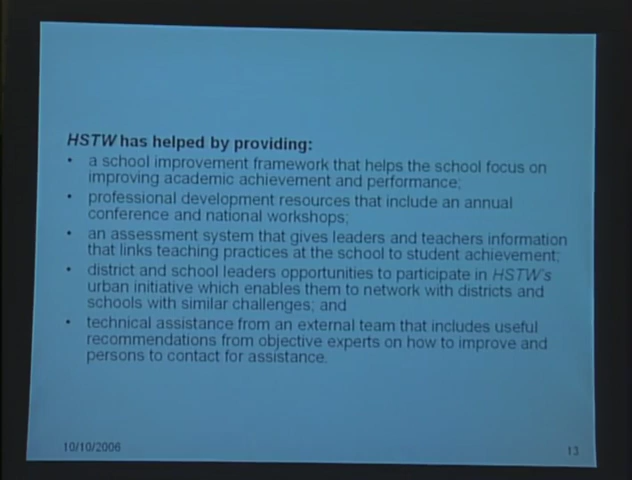 HSTW has helped by providing:
• a school improvement framework that helps the school focus on
improving academic achievement and performance;
• professional development resources that include an annual
conference and national workshops;
• an assessment system that gives leaders and teachers information
that links teaching practices at the school to student achievement;
• district and school leaders opportunities to participate in HSTW's
urban initiative which enables them to network with districts and
schools with similar challenges; and
• technical assistance from an external team that includes useful
recommendations from objective experts on how to improve and
persons to contact for assistance.
10/10/2006
13